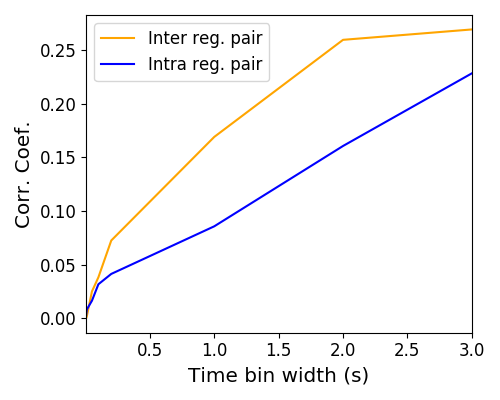 Inter reg. pair
Intra reg. pair
Corr. Coef.
0.25
0.20
0.15
0.10
0.05
0.00
0.5 1.0 1.5 2.0 2.5 3.0
Time bin width (s)